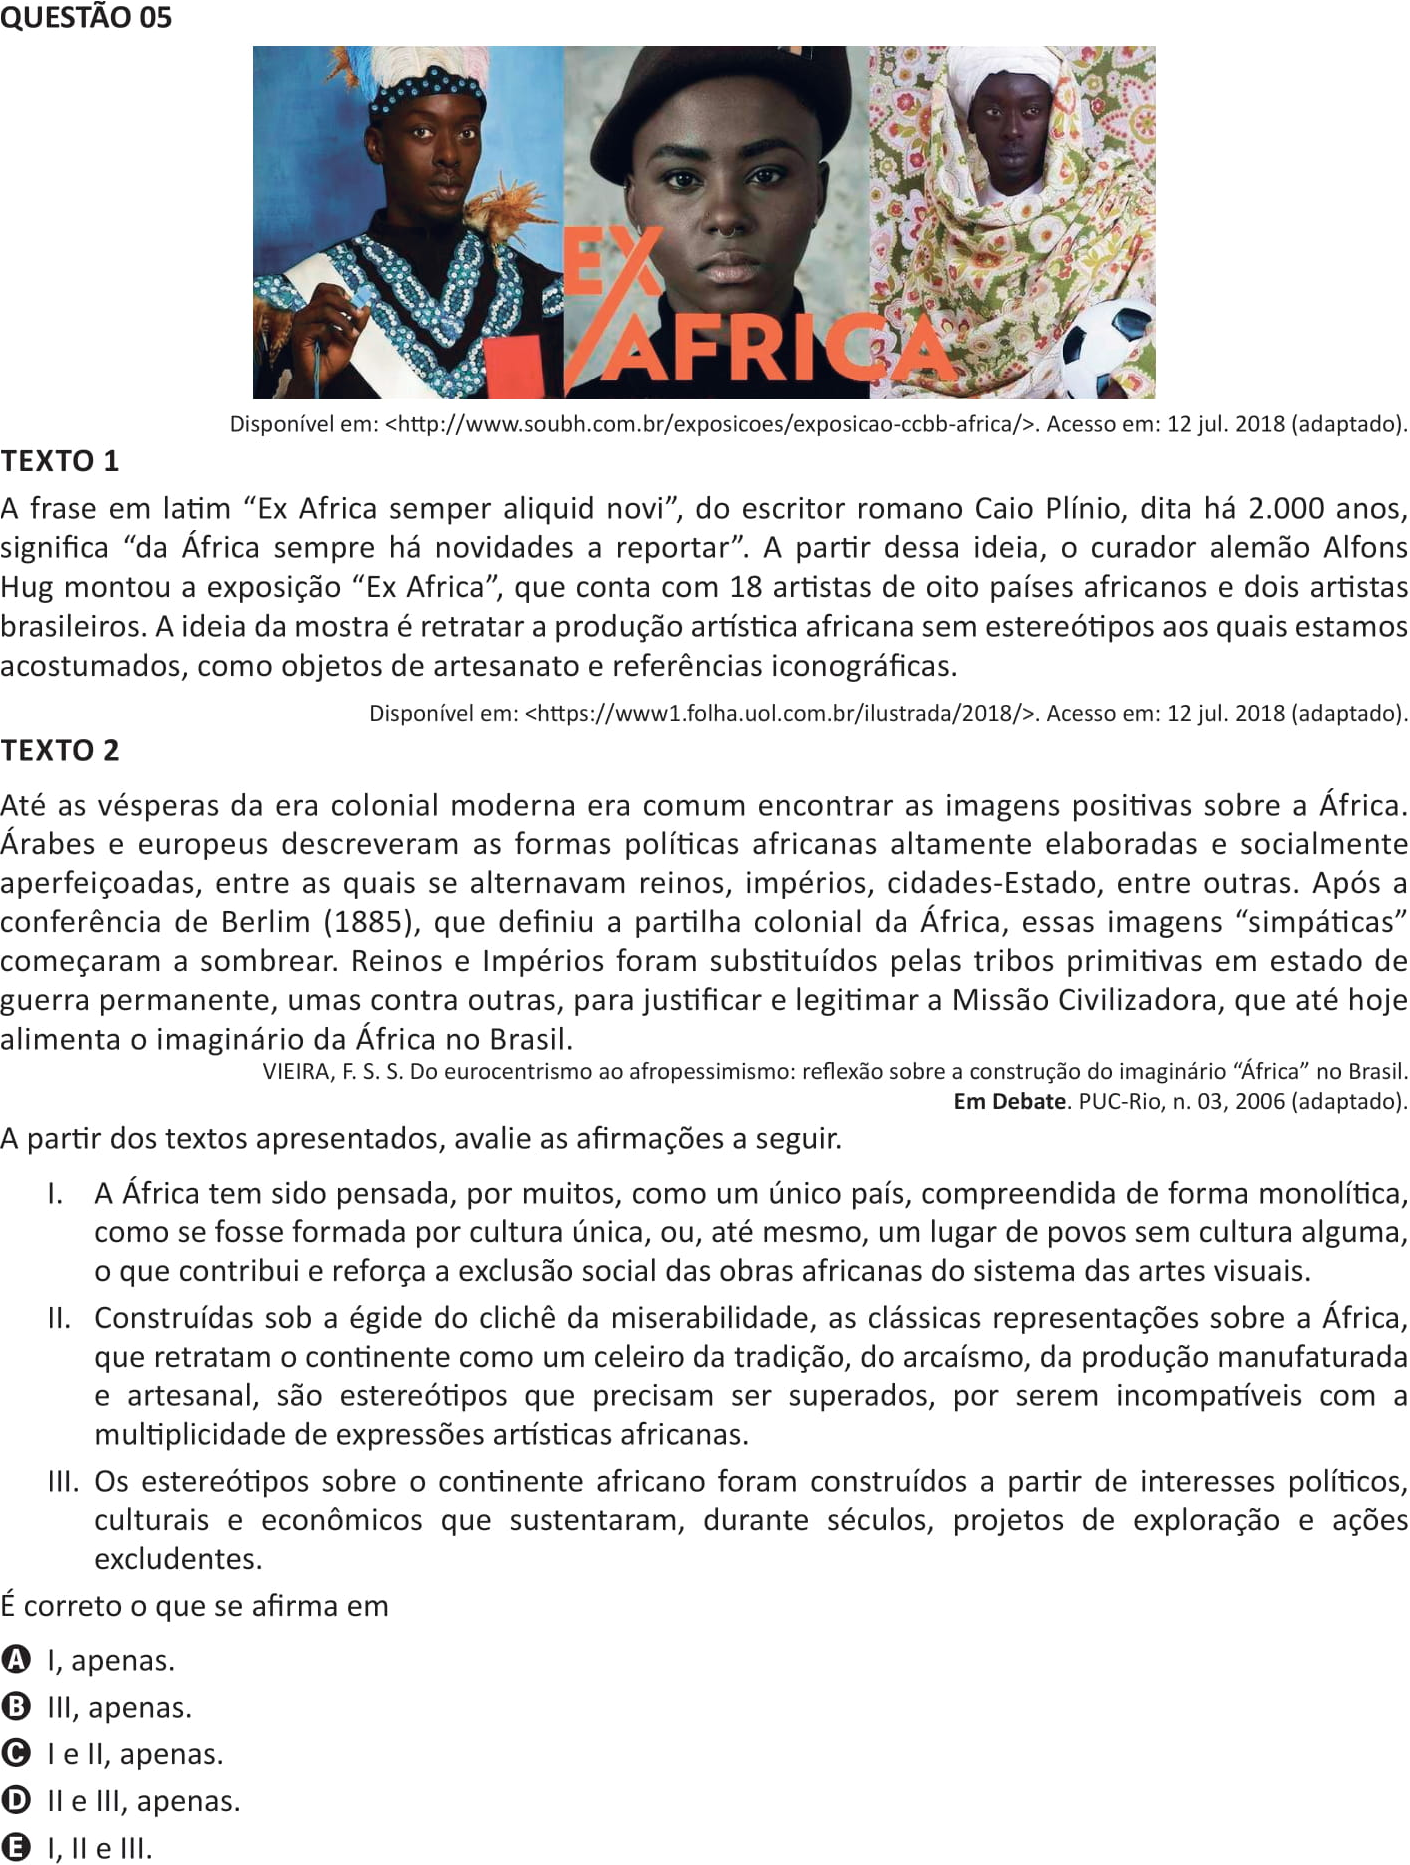 QUESTÃO 05
EX
AFRICA
Disponível em: <http://www.soubh.com.br/exposicoes/exposicao-ccbb-africa/>. Acesso em: 12 jul. 2018 (adaptado).
TEXTO 1
A frase em latim “Ex Africa semper aliquid novi”, do escritor romano Caio Plínio, dita há 2.000 anos,
significa “da África sempre há novidades a reportar”. A partir dessa ideia, o curador alemão Alfons
Hug montou a exposição “Ex Africa”, que conta com 18 artistas de oito países africanos e dois artistas
brasileiros. A ideia da mostra é retratar a produção artística africana sem estereótipos aos quais estamos
acostumados, como objetos de artesanato e referências iconográficas.
Disponível em: <https://www1.folha.uol.com.br/ilustrada/2018/>. Acesso em: 12 jul. 2018 (adaptado).
TEXTO 2
Até as vésperas da era colonial moderna era comum encontrar as imagens positivas sobre a África.
Árabes e europeus descreveram as formas políticas africanas altamente elaboradas e socialmente
aperfeiçoadas, entre as quais se alternavam reinos, impérios, cidades-Estado, entre outras. Após a
conferência de Berlim (1885), que definiu a partilha colonial da África, essas imagens “simpáticas”
começaram a sombrear. Reinos e Impérios foram substituídos pelas tribos primitivas em estado de
guerra permanente, umas contra outras, para justificar e legitimar a Missão Civilizadora, que até hoje
alimenta o imaginário da África no Brasil.
VIEIRA, F. S. S. Do eurocentrismo ao afropessimismo: reflexão sobre a construção do imaginário “África” no Brasil.
Em Debate. PUC-Rio, n. 03, 2006 (adaptado).
A partir dos textos apresentados, avalie as afirmações a seguir.
I. A África tem sido pensada, por muitos, como um único país, compreendida de forma monolítica,
como se fosse formada por cultura única, ou, até mesmo, um lugar de povos sem cultura alguma,
o que contribui e reforça a exclusão social das obras africanas do sistema das artes visuais.
II. Construídas sob a égide do clichê da miserabilidade, as clássicas representações sobre a África,
que retratam o continente como um celeiro da tradição, do arcaísmo, da produção manufaturada
e artesanal, são estereótipos que precisam ser superados, por serem incompatíveis com a
multiplicidade de expressões artísticas africanas.
III. Os estereótipos sobre o continente africano foram construídos a partir de interesses políticos,
culturais e econômicos que sustentaram, durante séculos, projetos de exploração e ações
excludentes.
É correto o que se afirma em
A I, apenas.
B III, apenas.
C I e II, apenas.
D II e III, apenas.
E I, II e III.